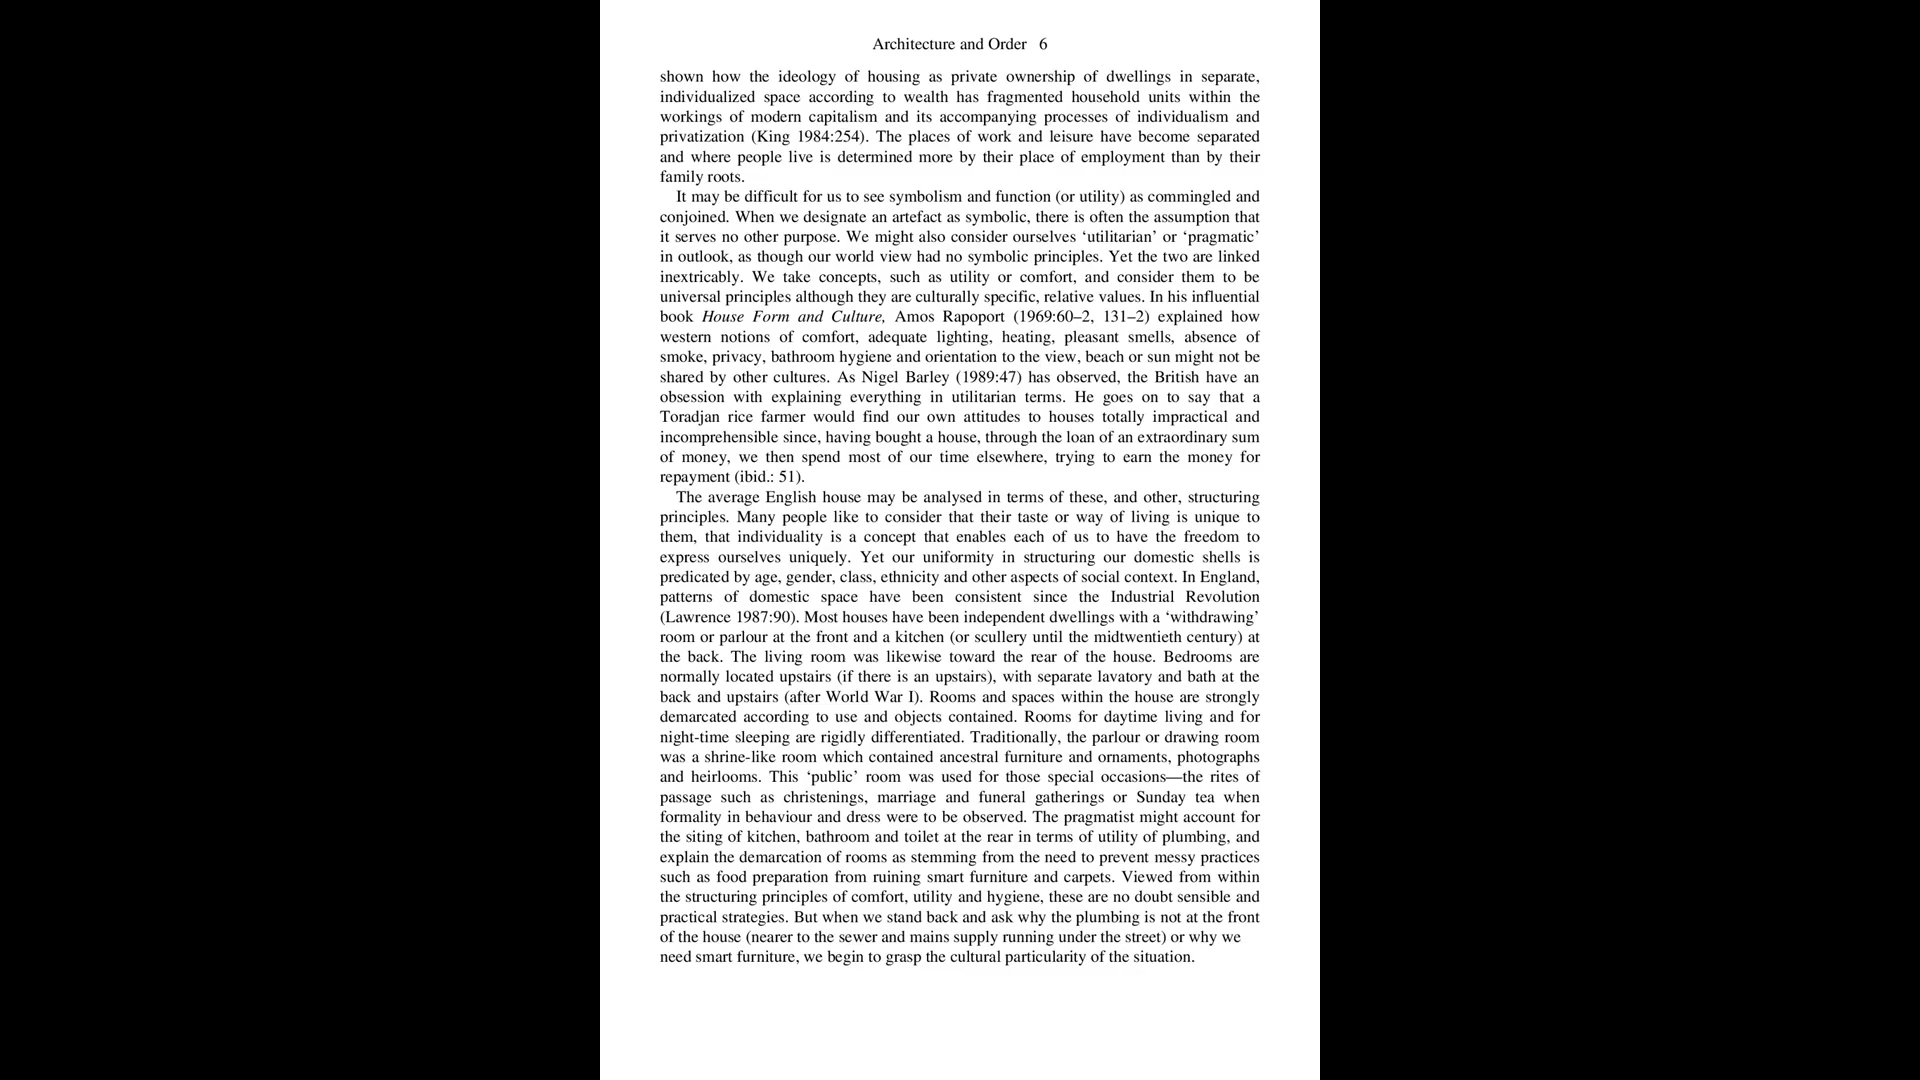 Architecture and Order 6
shown how the ideology of housing as private ownership of dwellings in separate,
individualized space according to wealth has fragmented household units within the
workings of modern capitalism and its accompanying processes of individualism and
privatization (King 1984:254). The places of work and leisure have become separated
and where people live is determined more by their place of employment than by their
family roots.
It may be difficult for us to see symbolism and function (or utility) as commingled and
conjoined. When we designate an artefact as symbolic, there is often the assumption that
it serves no other purpose. We might also consider ourselves ‘utilitarian’ or ‘pragmatic’
in outlook, as though our world view had no symbolic principles. Yet the two are linked
inextricably. We take concepts, such as utility or comfort, and consider them to be
universal principles although they are culturally specific, relative values. In his influential
book House Form and Culture, Amos Rapoport (1969:60–2, 131–2) explained how
western notions of comfort, adequate lighting, heating, pleasant smells, absence of
smoke, privacy, bathroom hygiene and orientation to the view, beach or sun might not be
shared by other cultures. As Nigel Barley (1989:47) has observed, the British have an
obsession with explaining everything in utilitarian terms. He goes on to say that a
Toradjan rice farmer would find our own attitudes to houses totally impractical and
incomprehensible since, having bought a house, through the loan of an extraordinary sum
of money, we then spend most of our time elsewhere, trying to earn the money for
repayment (ibid.: 51).
The average English house may be analysed in terms of these, and other, structuring
principles. Many people like to consider that their taste or way of living is unique to
them, that individuality is a concept that enables each of us to have the freedom to
express ourselves uniquely. Yet our uniformity in structuring our domestic shells is
predicated by age, gender, class, ethnicity and other aspects of social context. In England,
patterns of domestic space have been consistent since the Industrial Revolution
(Lawrence 1987:90). Most houses have been independent dwellings with a ‘withdrawing’
room or parlour at the front and a kitchen (or scullery until the midtwentieth century) at
the back. The living room was likewise toward the rear of the house. Bedrooms are
normally located upstairs (if there is an upstairs), with separate lavatory and bath at the
back and upstairs (after World War I). Rooms and spaces within the house are strongly
demarcated according to use and objects contained. Rooms for daytime living and for
night-time sleeping are rigidly differentiated. Traditionally, the parlour or drawing room
was a shrine-like room which contained ancestral furniture and ornaments, photographs
and heirlooms. This ‘public’ room was used for those special occasions—the rites of
passage such as christenings, marriage and funeral gatherings or Sunday tea when
formality in behaviour and dress were to be observed. The pragmatist might account for
the siting of kitchen, bathroom and toilet at the rear in terms of utility of plumbing, and
explain the demarcation of rooms as stemming from the need to prevent messy practices
such as food preparation from ruining smart furniture and carpets. Viewed from within
the structuring principles of comfort, utility and hygiene, these are no doubt sensible and
practical strategies. But when we stand back and ask why the plumbing is not at the front
of the house (nearer to the sewer and mains supply running under the street) or why we
need smart furniture, we begin to grasp the cultural particularity of the situation.